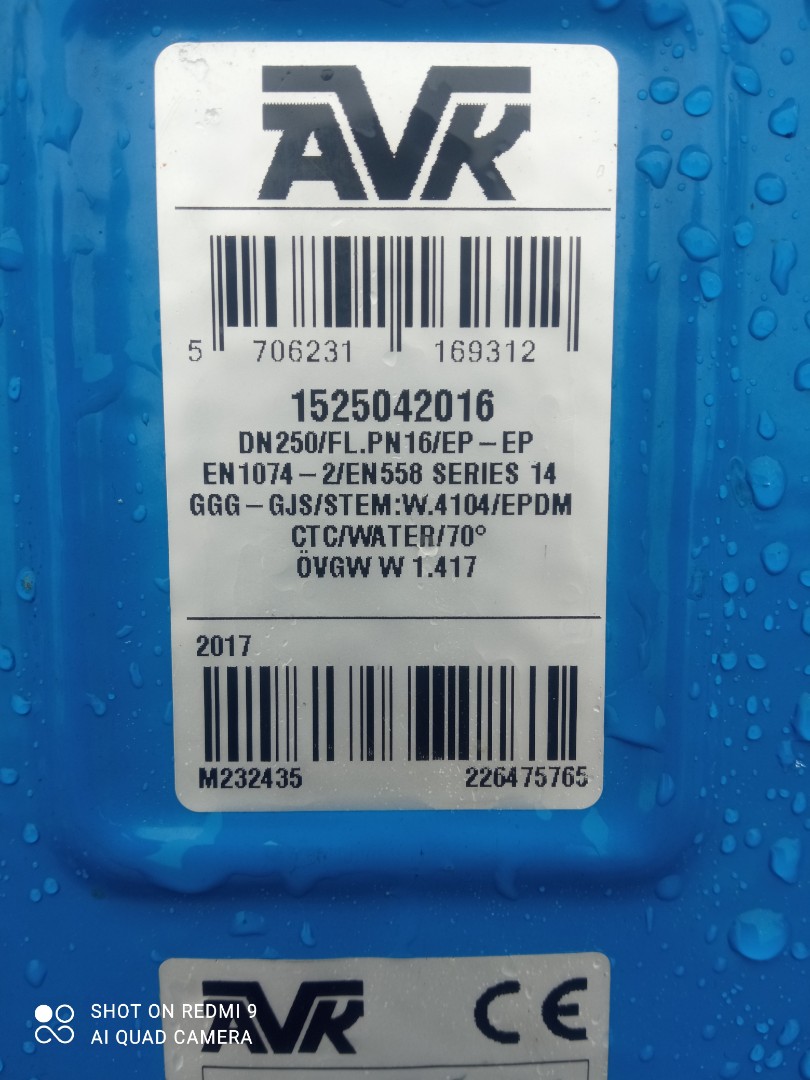 AVK
5 706231 169312
1525042016
DN250/FL.PN16/EP-EP
EN1074-2/EN558 SERIES 14
GGG-GJS/STEM:W.4104/EPDM
CTC/WATER/70°
ÖVGW W 1.417
2017
M232435 226475765
AVK CE
SHOT ON REDMI 9
AI QUAD CAMERA